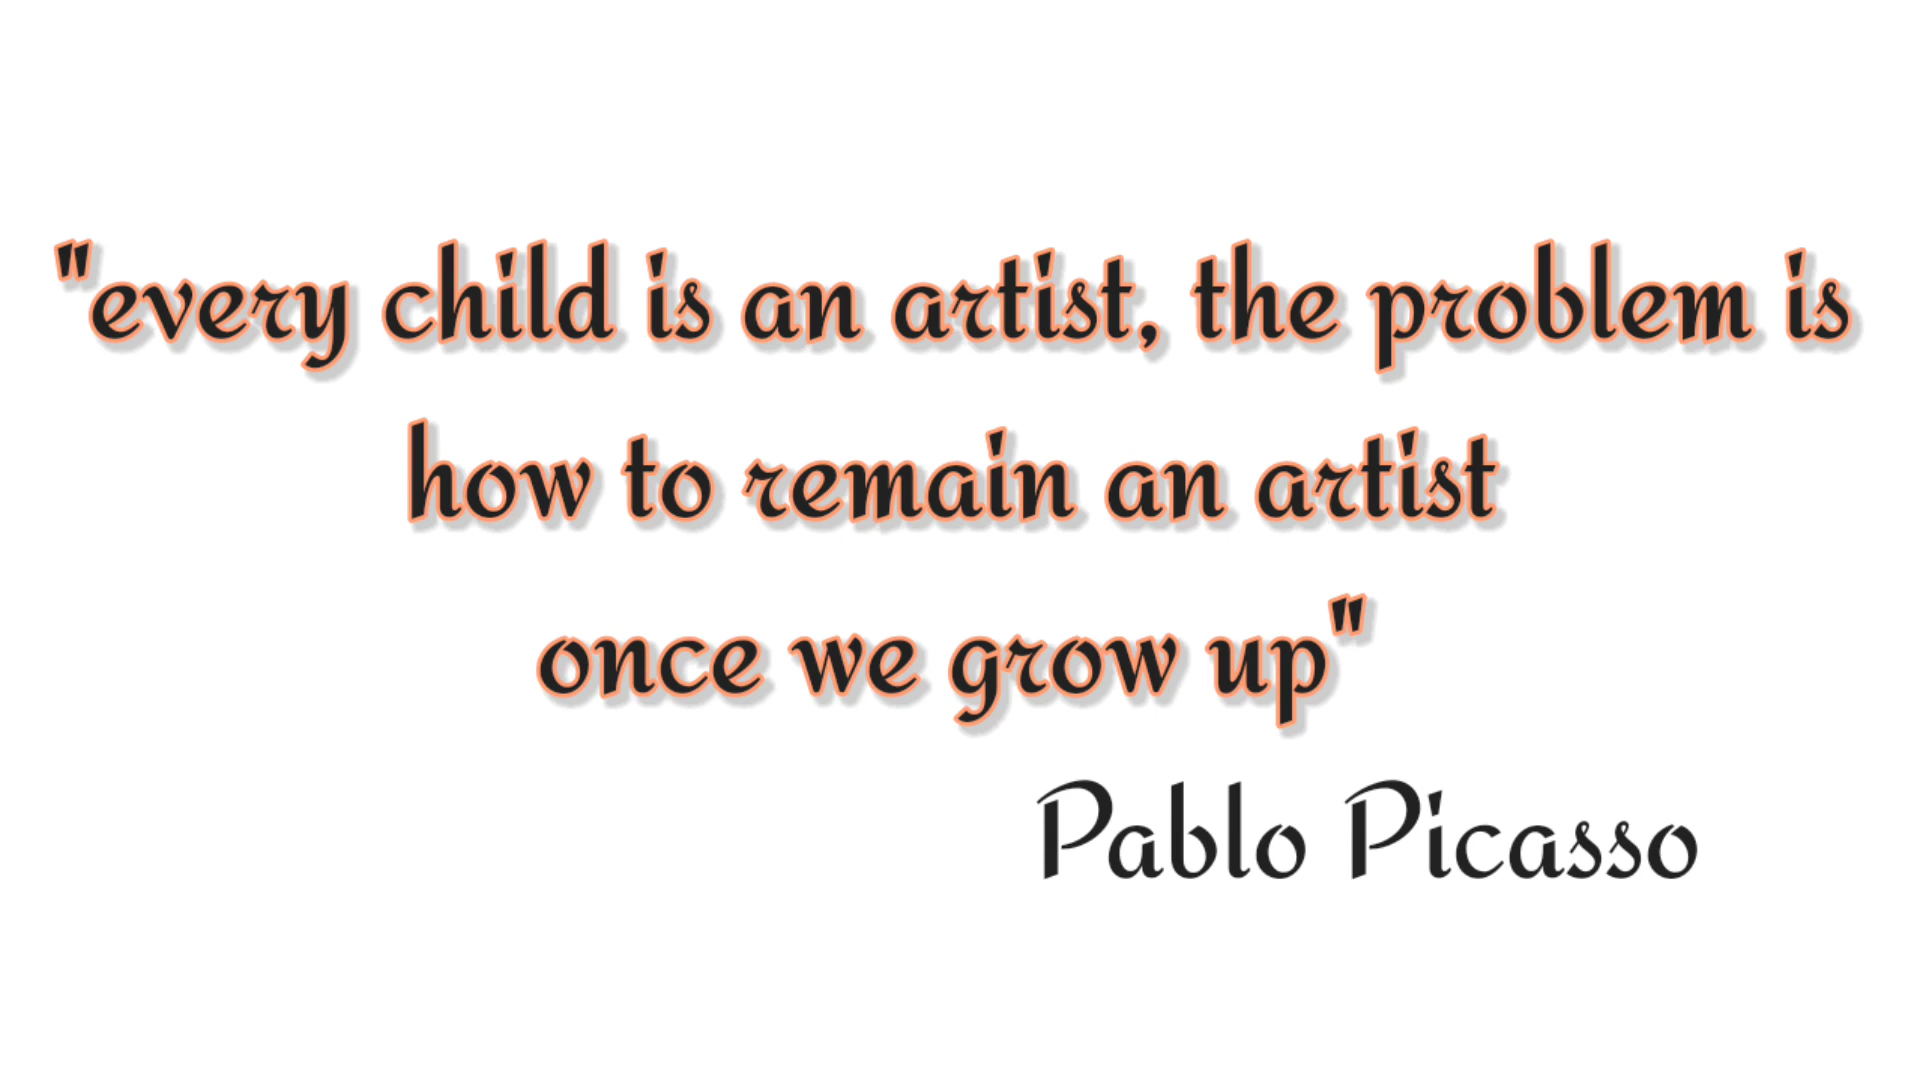 "every child is an artist, the problem is
how to remain an artist
once we grow up"
Pablo Picasso